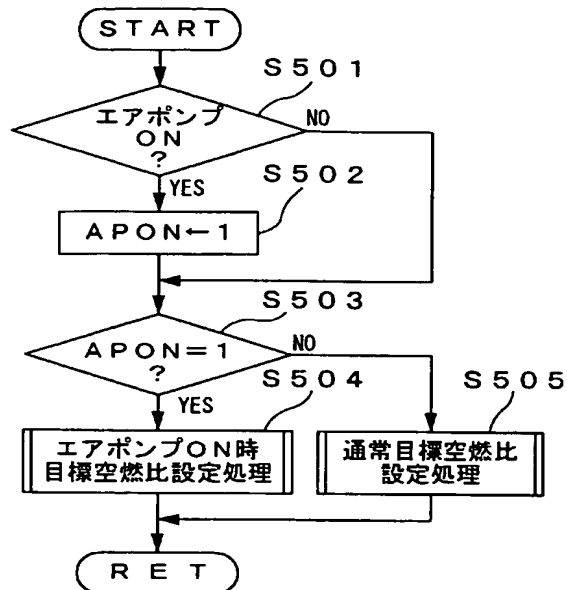 START
S501
エアポンプ
ON
?
NO
YES
S502
APON←1
S503
APON=1
?
NO
YES
S504
S505
エアポンプON時
目標空燃比設定処理
通常目標空燃比
設定処理
RET